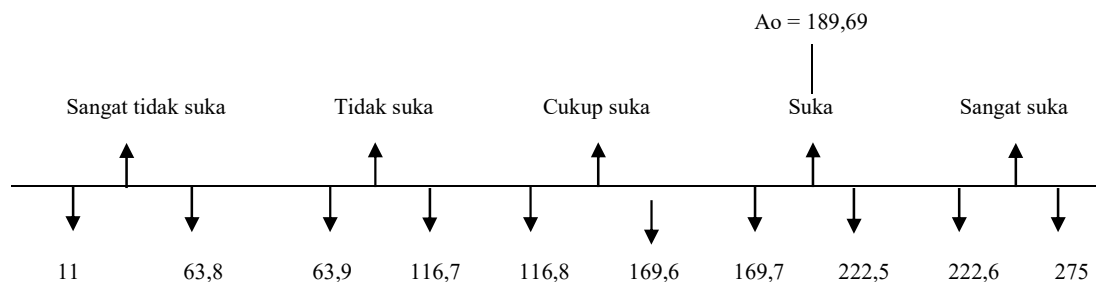 Ao = 189,69
Sangat tidak suka Tidak suka Cukup suka Suka Sangat suka
11 63,8 63,9 116,7 116,8 169,6 169,7 222,5 222,6 275